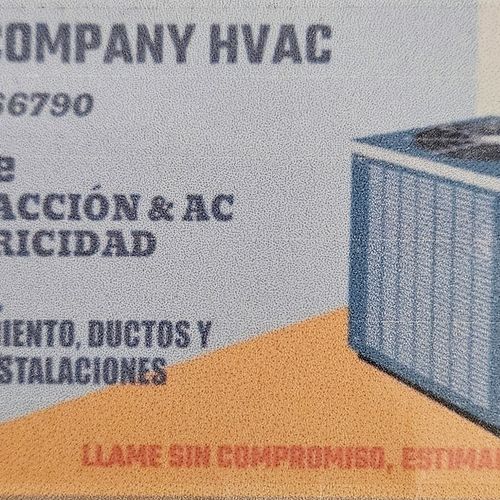 COMPANY HVAC
66790
e
ACCIÓN & AC
RICIDAD
IENTO, DUCTOS Y
STALACIONES
LLAME SIN COMPROMISO, ESTIMA